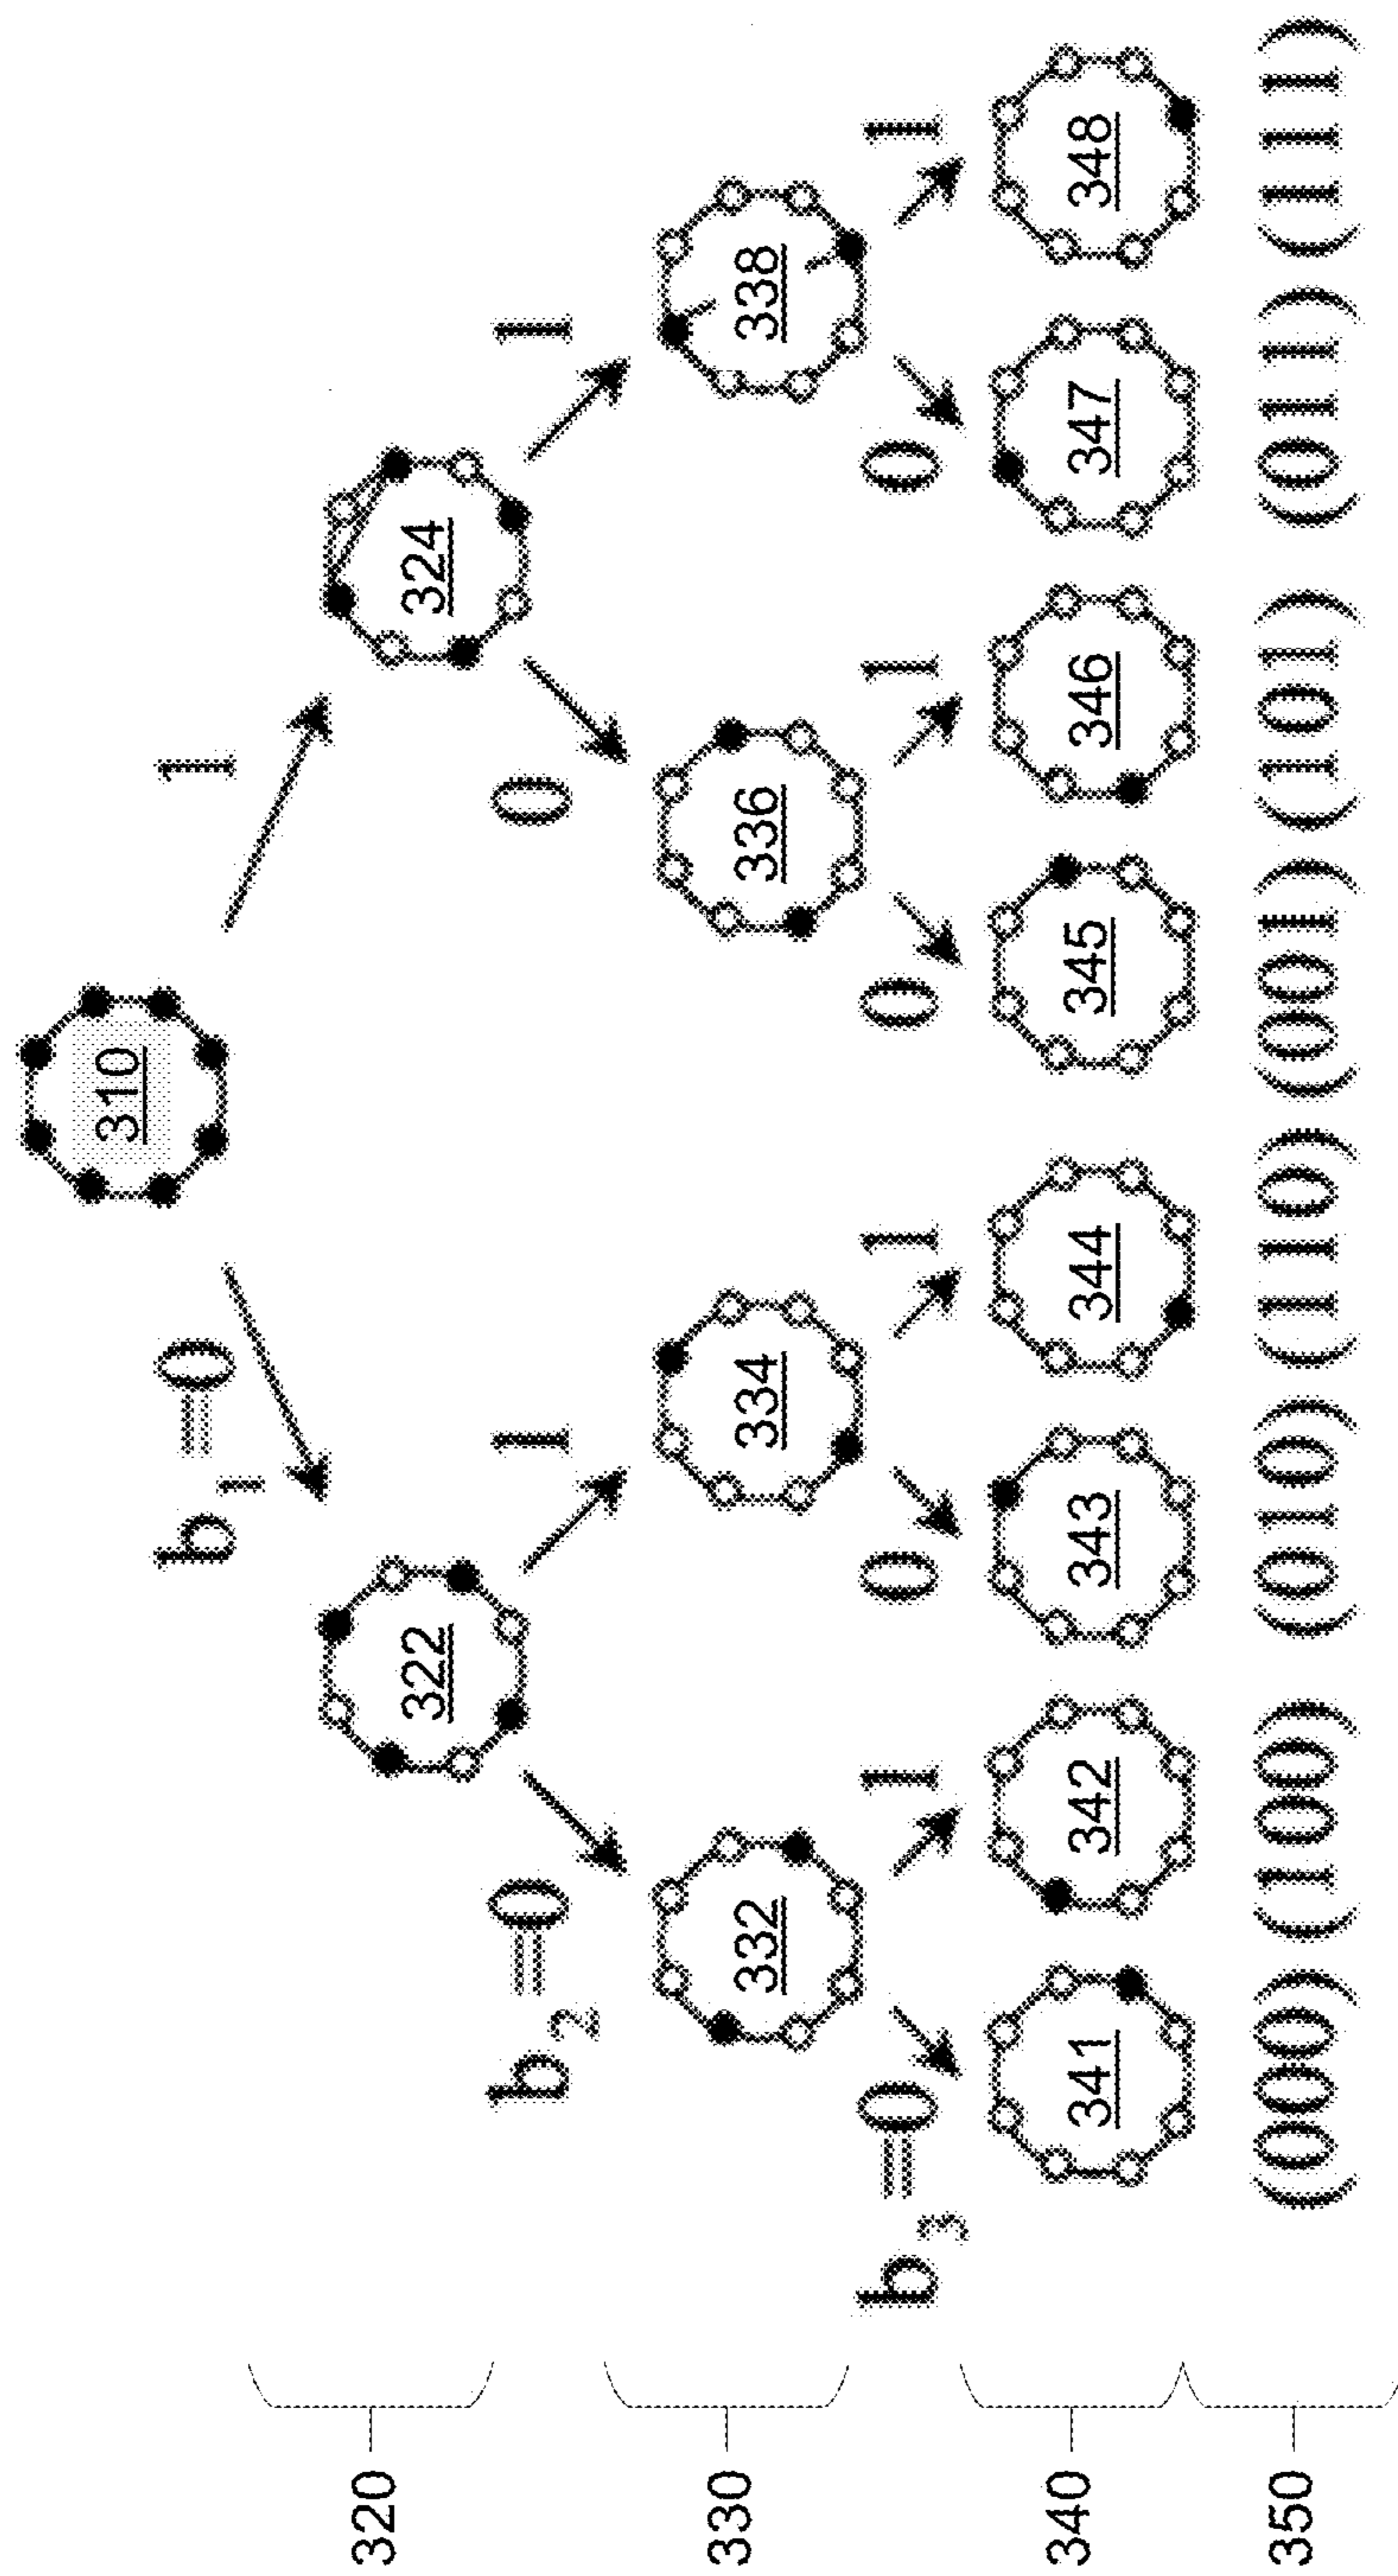 310
b1=0 1
320 322 324
b2=0 1 0 1
330 332 334 336 338
b3=0 1 0 1 0 1 0 1
340 341 342 343 344 345 346 347 348
350 (000) (100) (010) (110) (001) (101) (011) (111)